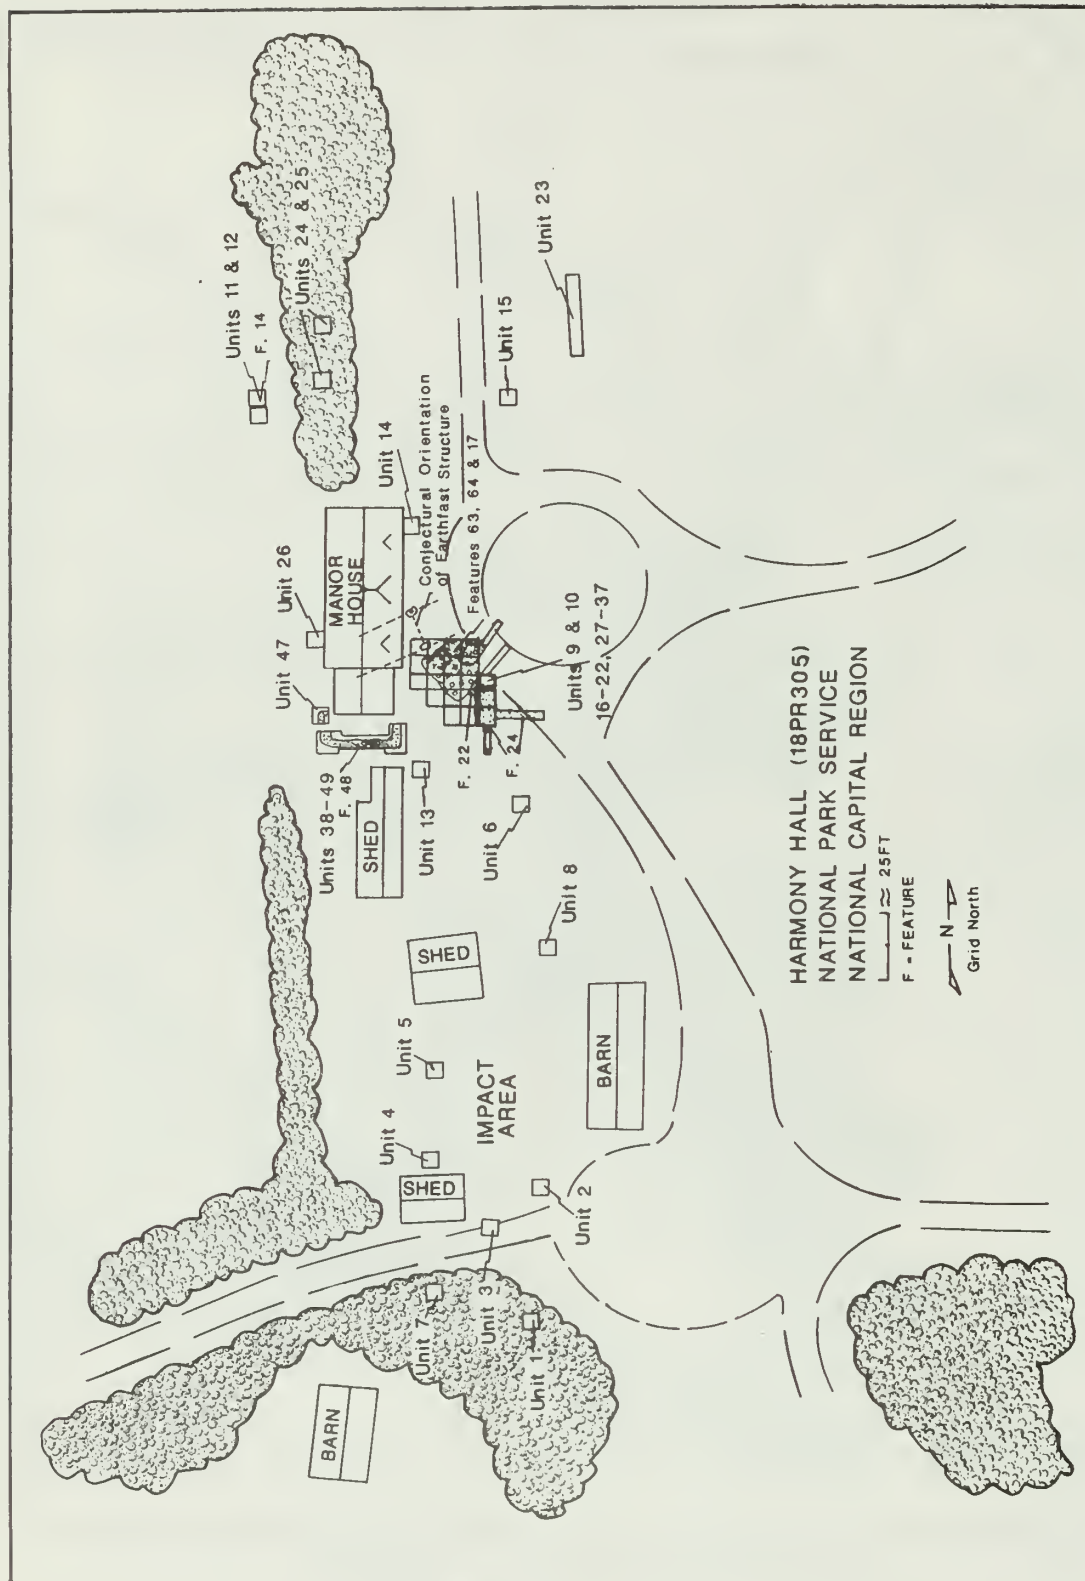 Units 11 & 12
F. 14
Units 24 & 25
Unit 23
Unit 15
Unit 14
Conjectural Orientation
of Earthfast Structure
Features 63, 64 & 17
Unit 26
MANOR
HOUSE
Unit 47
Units 9 & 10
16-22, 27-37
F. 22
F. 24
Units 38-49
F. 48
SHED
Unit 13
Unit 6
Unit 8
SHED
Unit 5
IMPACT
AREA
BARN
Unit 4
SHED
Unit 2
Unit 3
Unit 7
Unit 1
BARN
HARMONY HALL (18PR305)
NATIONAL PARK SERVICE
NATIONAL CAPITAL REGION
≈ 25FT
F = FEATURE
N
Grid North